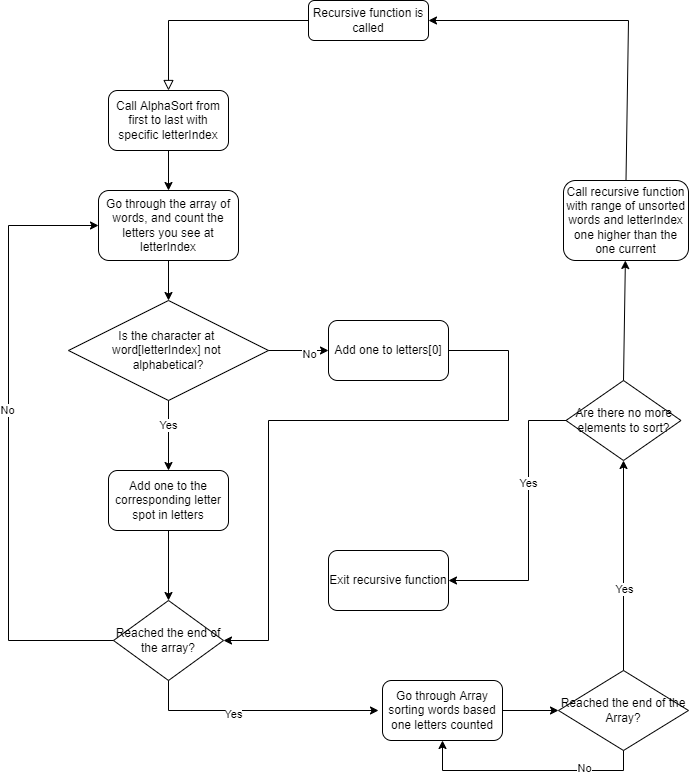 Recursive function is
called
Call AlphaSort from
first to last with
specific letterIndex
Go through the array of
words, and count the
letters you see at
letterIndex
Is the character at
word[letterIndex] not
alphabetical?
No
Add one to letters[0]
Yes
Add one to the
corresponding letter
spot in letters
Reached the end of
the array?
No
Yes
Go through Array
sorting words based
one letters counted
Reached the end of the
Array?
No
Yes
Are there no more
elements to sort?
Yes
Exit recursive function
Call recursive function
with range of unsorted
words and letterIndex
one higher than the
one current